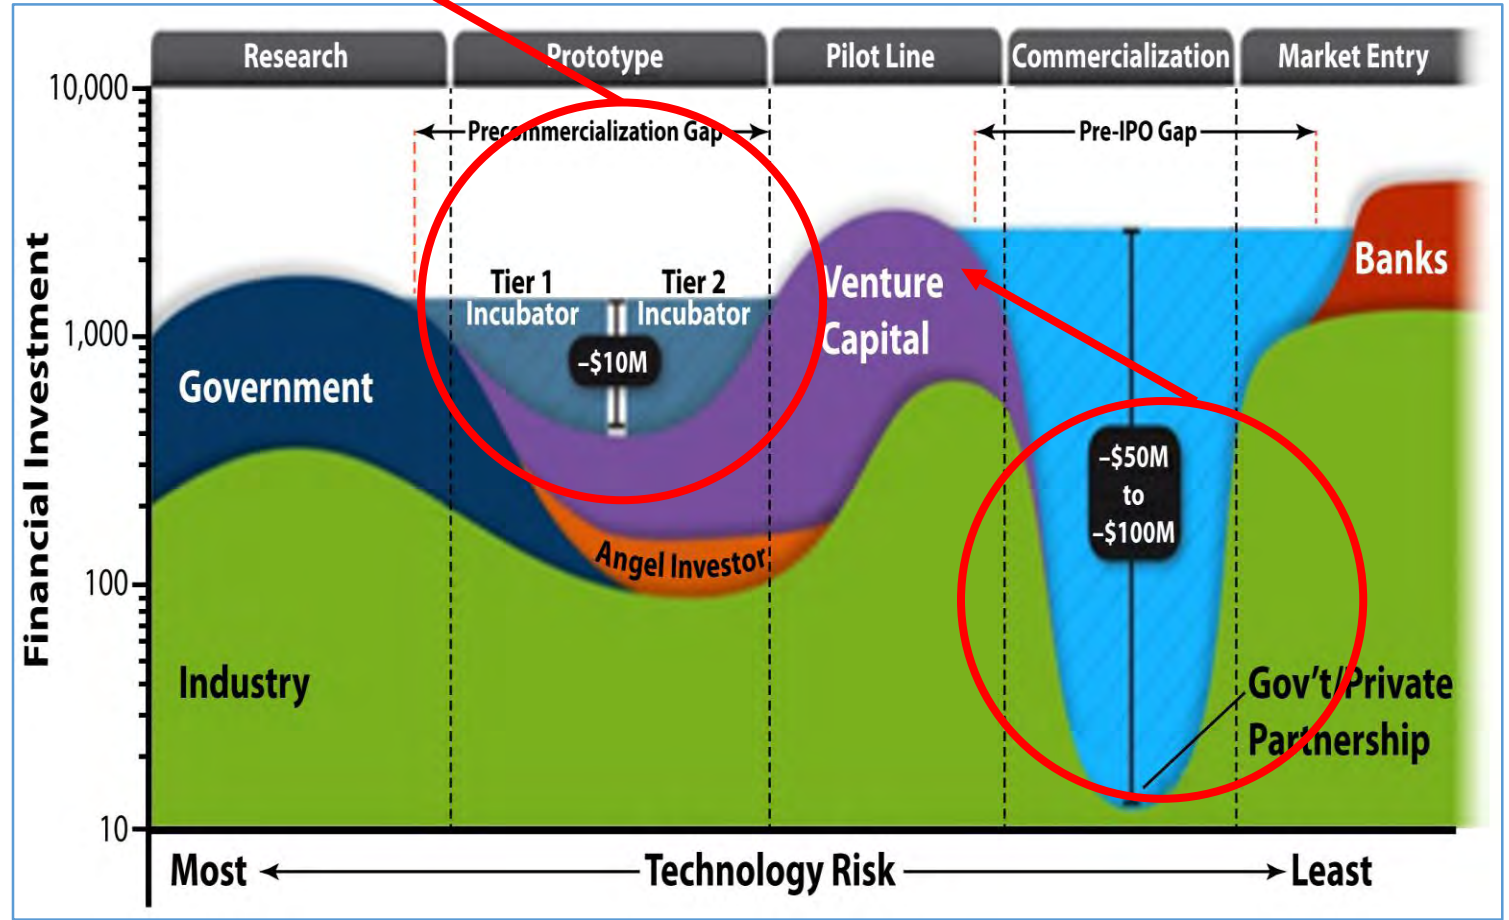 Research
Prototype
Pilot Line
Commercialization
Market Entry
10,000
1,000
100
10
Financial Investment
Precommercialization Gap
Pre-IPO Gap
Tier 1
Incubator
Tier 2
Incubator
–$10M
Government
Venture
Capital
Banks
–$50M
to
–$100M
Angel Investor
Industry
Gov't/Private
Partnership
Most
Technology Risk
Least